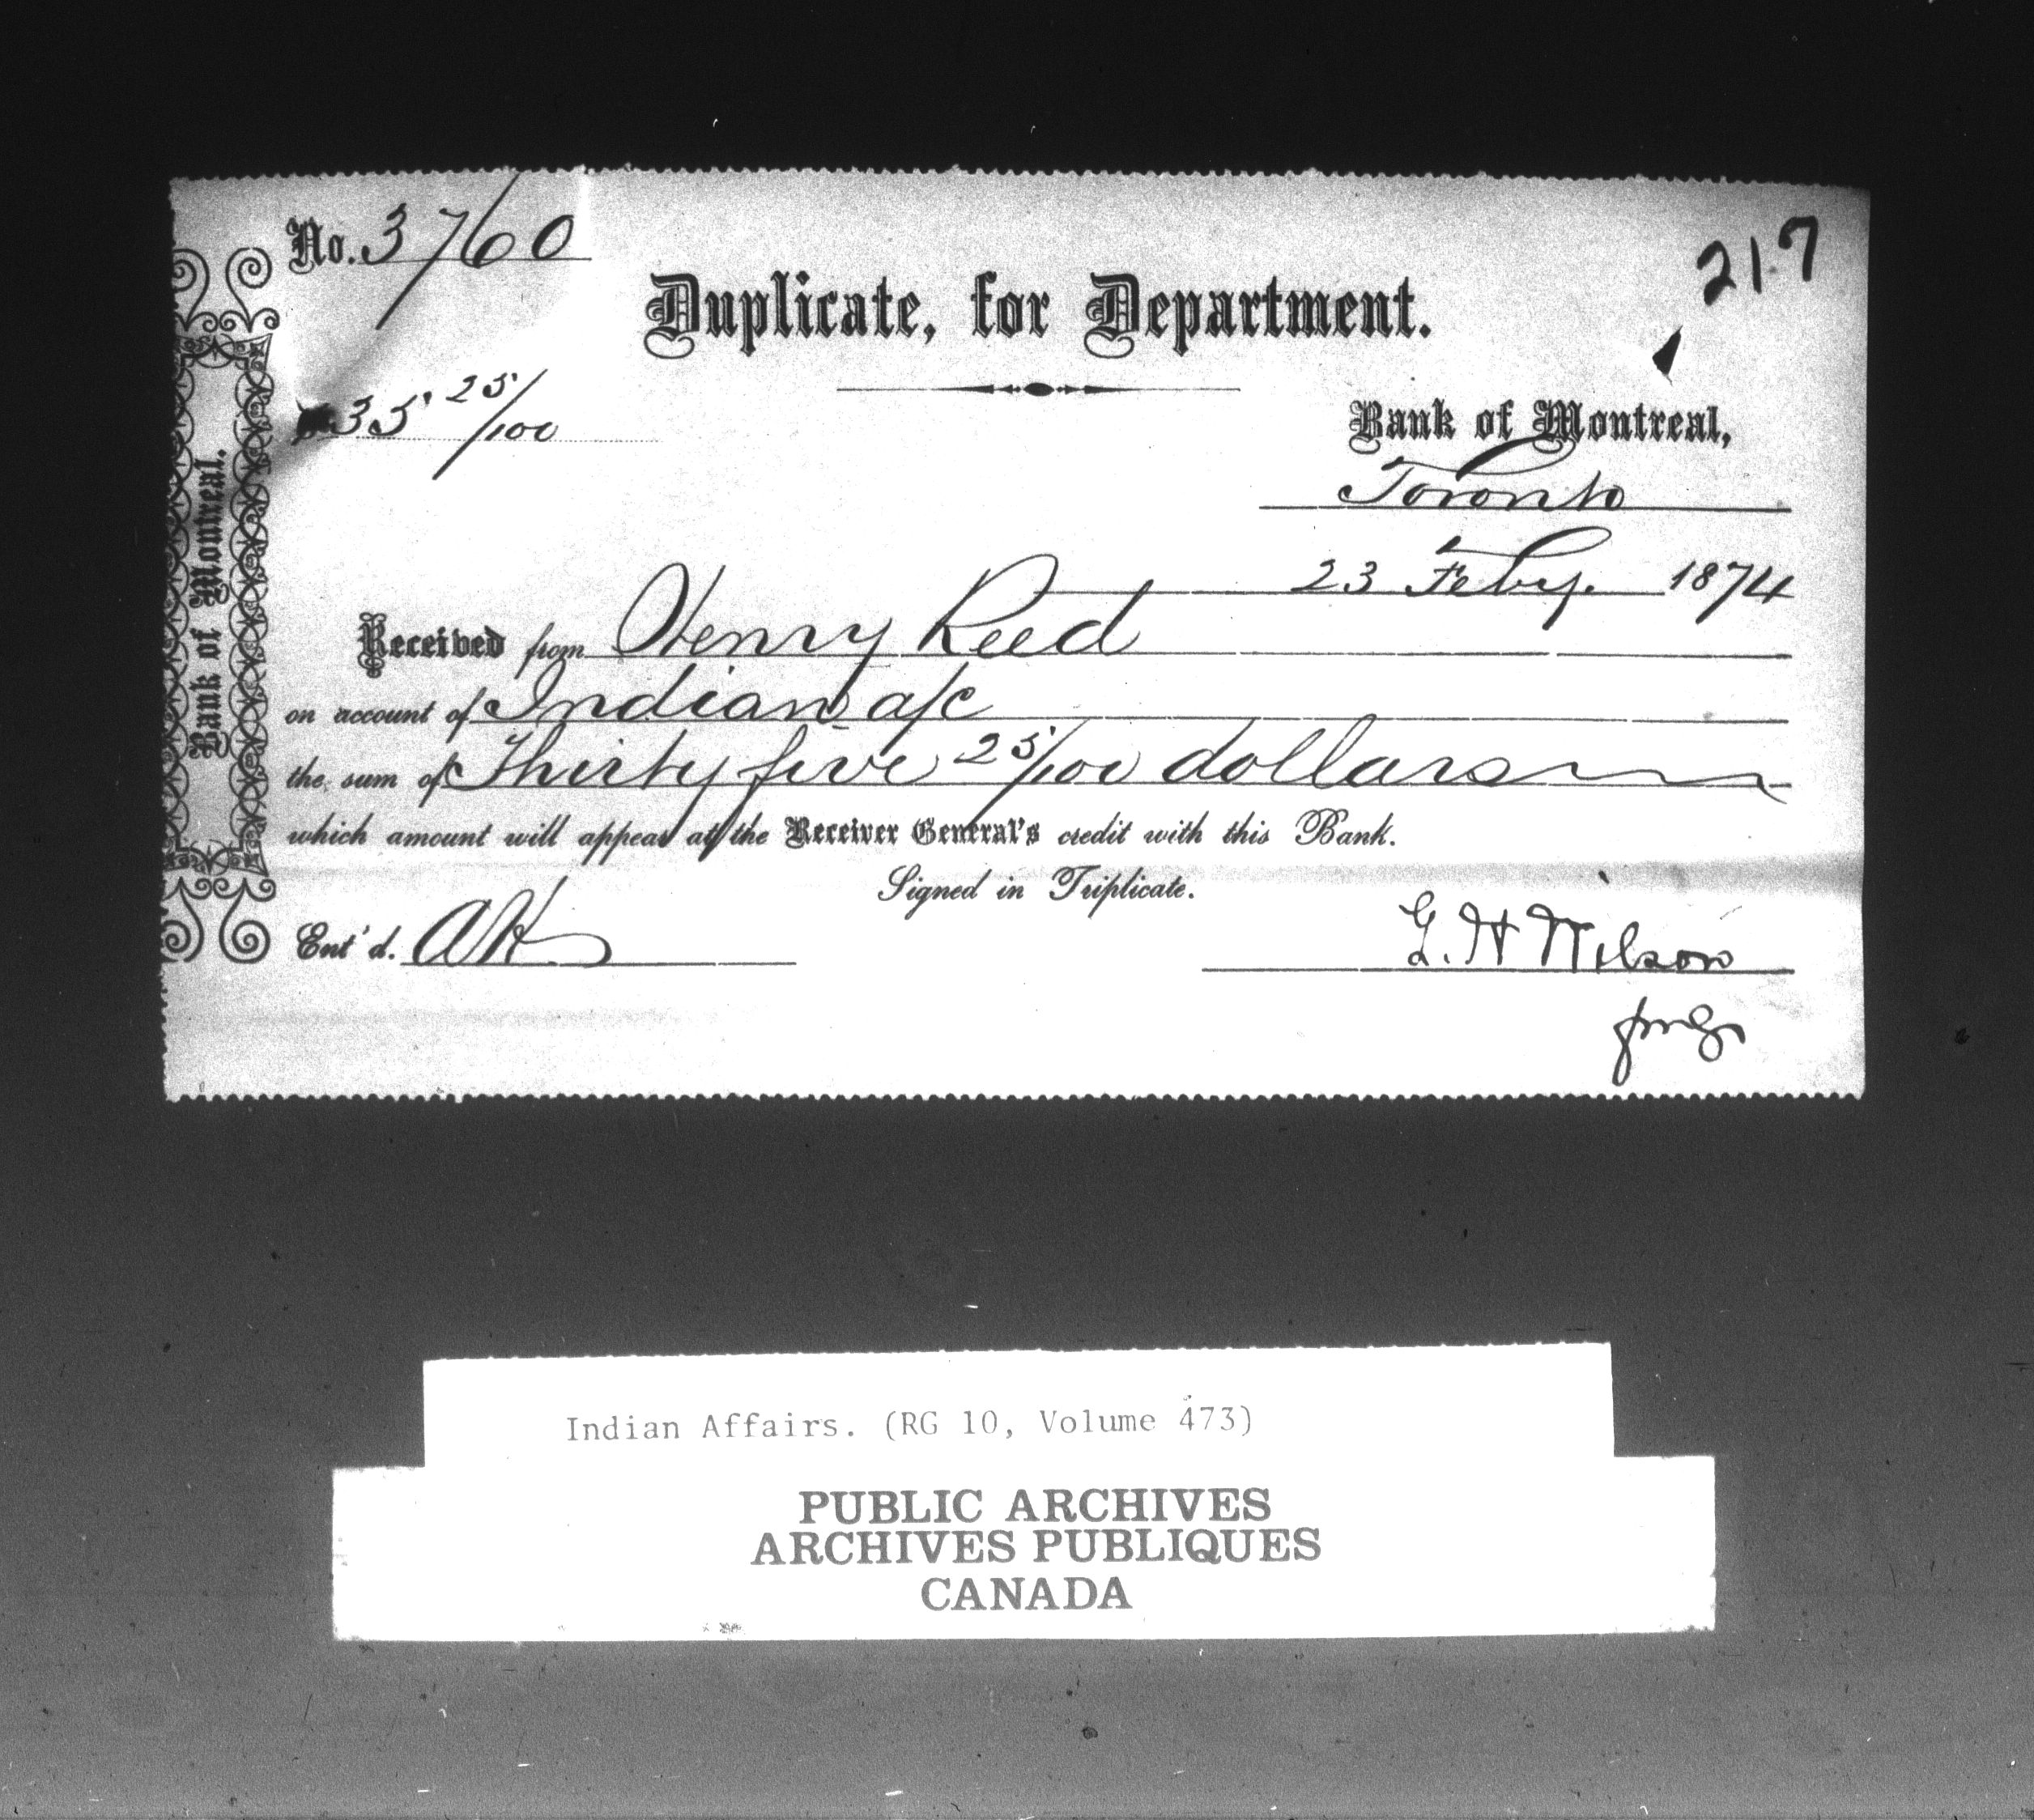 No. 3760
217
Duplicate, for Department.
$35 25/100
Bank of Montreal,
Toronto
23 Feby. 1874
Received from Henry Reed
on account of Indian a/c
the sum of Thirty five 25/100 dollars
which amount will appear at the Receiver General's credit with this Bank.
Signed in Triplicate.
Ent'd. AK
G. H Wilson
Bank of Montreal.
Indian Affairs. (RG 10, Volume 473)
PUBLIC ARCHIVES
ARCHIVES PUBLIQUES
CANADA